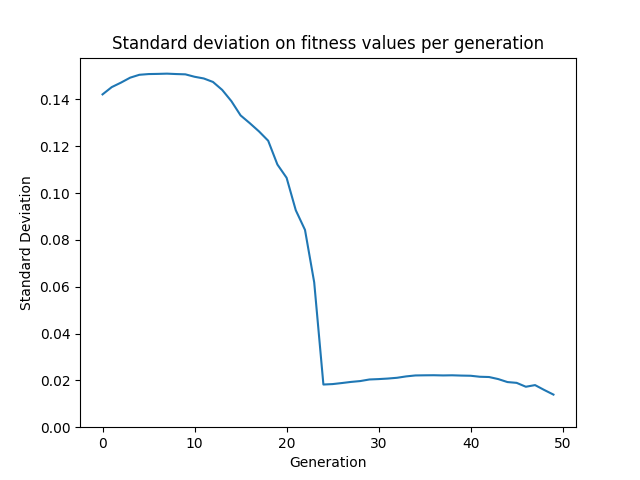 Standard deviation on fitness values per generation
0.14
0.12
0.10
0.08
0.06
0.04
0.02
0.00
Standard Deviation
0 10 20 30 40 50
Generation